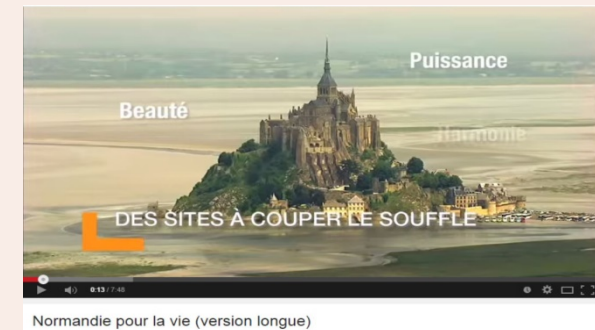 Puissance
Beauté
Harmonie
DES SITES À COUPER LE SOUFFLE
0:13 / 7:48
Normandie pour la vie (version longue)